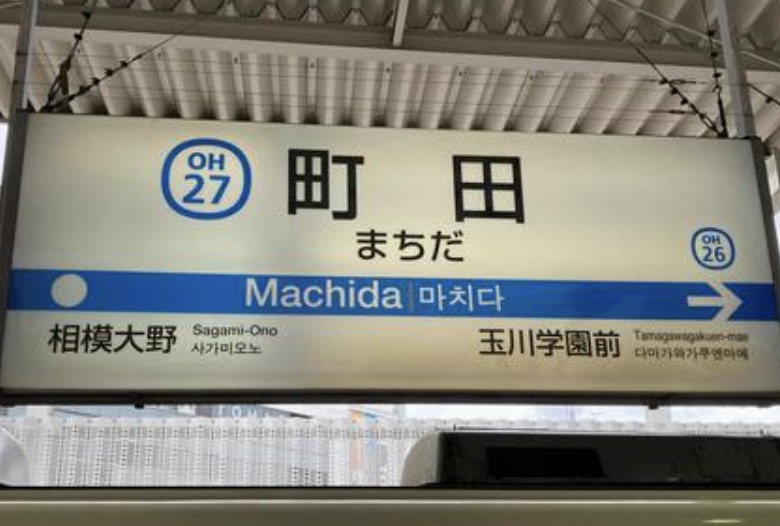 OH
27
町田
まちだ
OH
26
Machida 마치다
相模大野 Sagami-Ono
사가미오노
玉川学園前 Tamagawagakuen-mae
다마가와가쿠엔마에